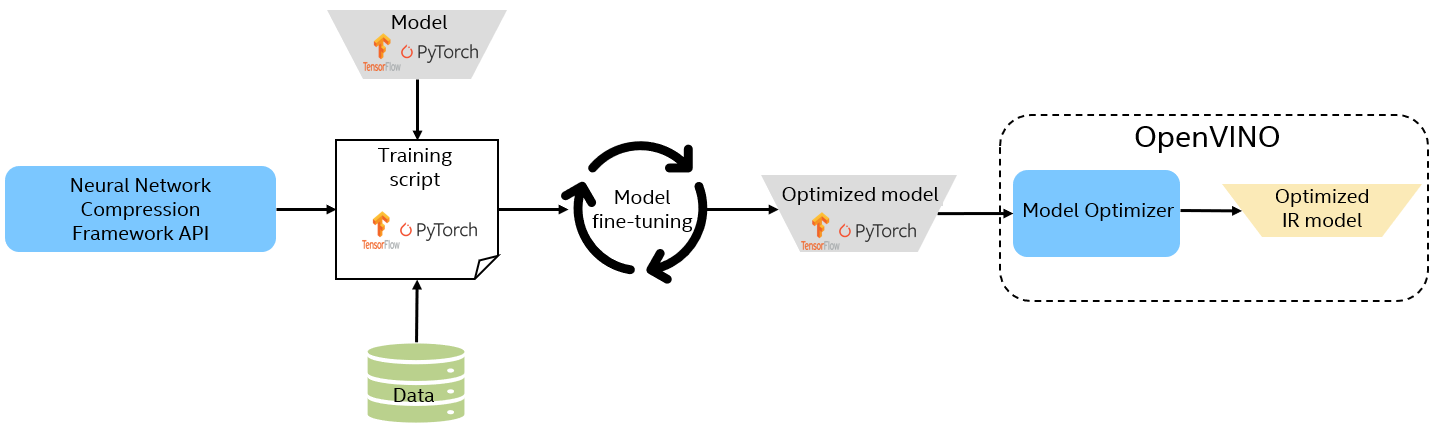 Model
TensorFlow
PyTorch
Neural Network
Compression
Framework API
Training
script
TensorFlow
PyTorch
Data
Model
fine-tuning
Optimized model
TensorFlow
PyTorch
OpenVINO
Model Optimizer
Optimized
IR model